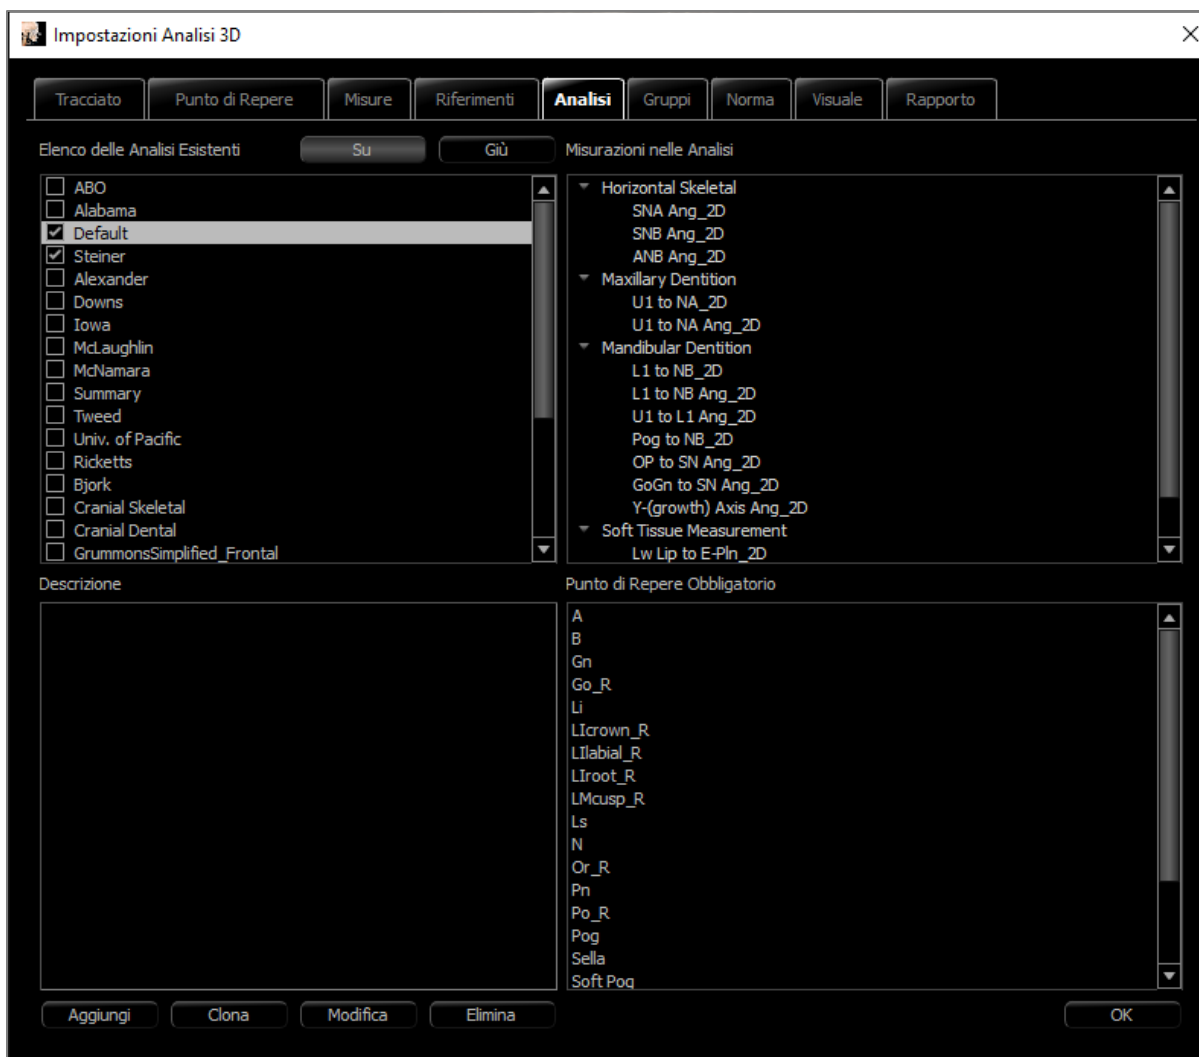 Impostazioni Analisi 3D
Tracciato Punto di Repere Misure Riferimenti Analisi Gruppi Norma Visuale Rapporto
Elenco delle Analisi Esistenti Su Giù
ABO
Alabama
Default
Steiner
Alexander
Downs
Iowa
McLaughlin
McNamara
Summary
Tweed
Univ. of Pacific
Ricketts
Bjork
Cranial Skeletal
Cranial Dental
GrummonsSimplified_Frontal
Misurazioni nelle Analisi
Horizontal Skeletal
SNA Ang_2D
SNB Ang_2D
ANB Ang_2D
Maxillary Dentition
U1 to NA_2D
U1 to NA Ang_2D
Mandibular Dentition
L1 to NB_2D
L1 to NB Ang_2D
U1 to L1 Ang_2D
Pog to NB_2D
OP to SN Ang_2D
GoGn to SN Ang_2D
Y-(growth) Axis Ang_2D
Soft Tissue Measurement
Lw Lip to E-Pln_2D
Descrizione
Punto di Repere Obbligatorio
A
B
Gn
Go_R
Li
LIcrown_R
LIlabial_R
LIroot_R
LMcusp_R
Ls
N
Or_R
Pn
Po_R
Pog
Sella
Soft Pog
Aggiungi Clona Modifica Elimina OK